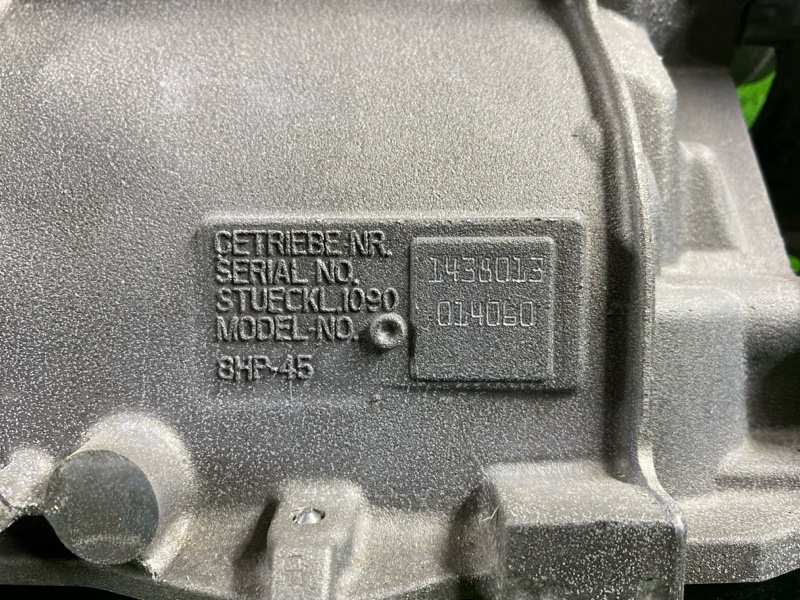 GETRIEBE-NR.
SERIAL NO.
STUECKL.1090
MODEL-NO.
8HP-45
1438013
014060